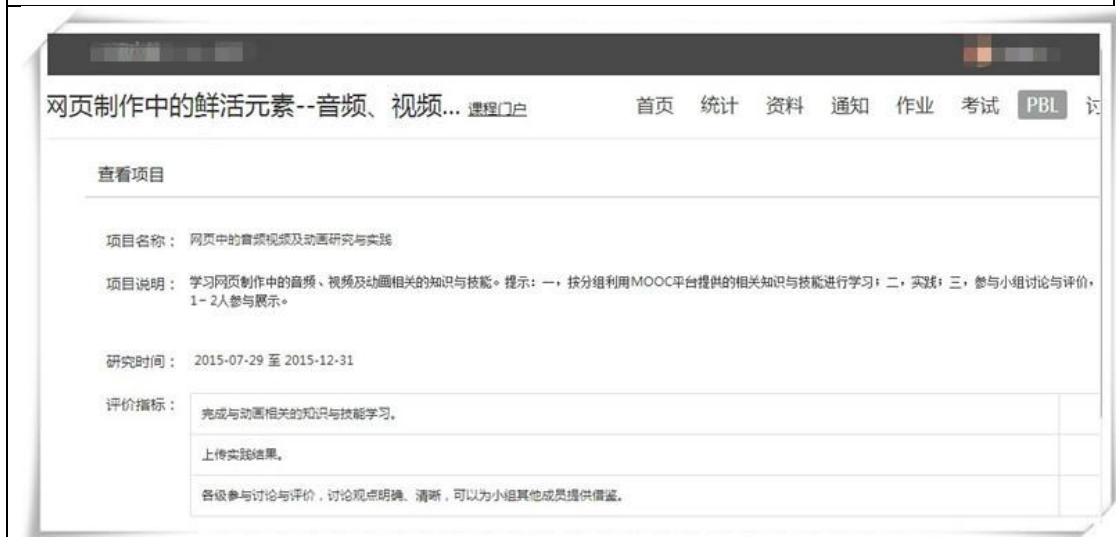 网页制作中的鲜活元素--音频、视频... 课程门户 首页 统计 资料 通知 作业 考试 PBL 讨
查看项目
项目名称： 网页中的音频视频及动画研究与实践
项目说明： 学习网页制作中的音频、视频及动画相关的知识与技能。提示：一，按分组利用MOOC平台提供的相关知识与技能进行学习；二，实践；三，参与小组讨论与评价，
1-2人参与展示。
研究时间： 2015-07-29 至 2015-12-31
评价指标： 完成与动画相关的知识与技能学习。
上传实践结果。
各级参与讨论与评价，讨论观点明确、清晰，可以为小组其他成员提供借鉴。